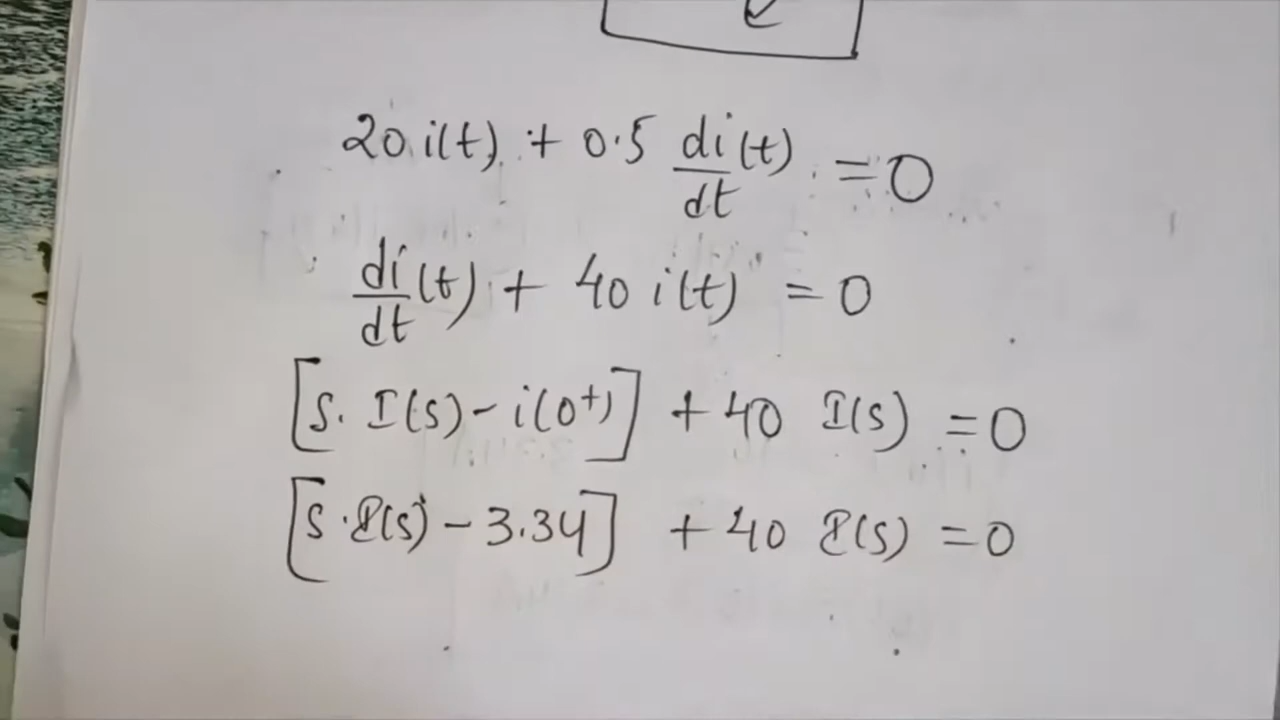 20 i(t) + 0.5 di(t)/dt = 0
di(t)/dt + 40 i(t) = 0
[S. I(s) - i(0+)] + 40 I(s) = 0
[S. I(s) - 3.34] + 40 I(s) = 0